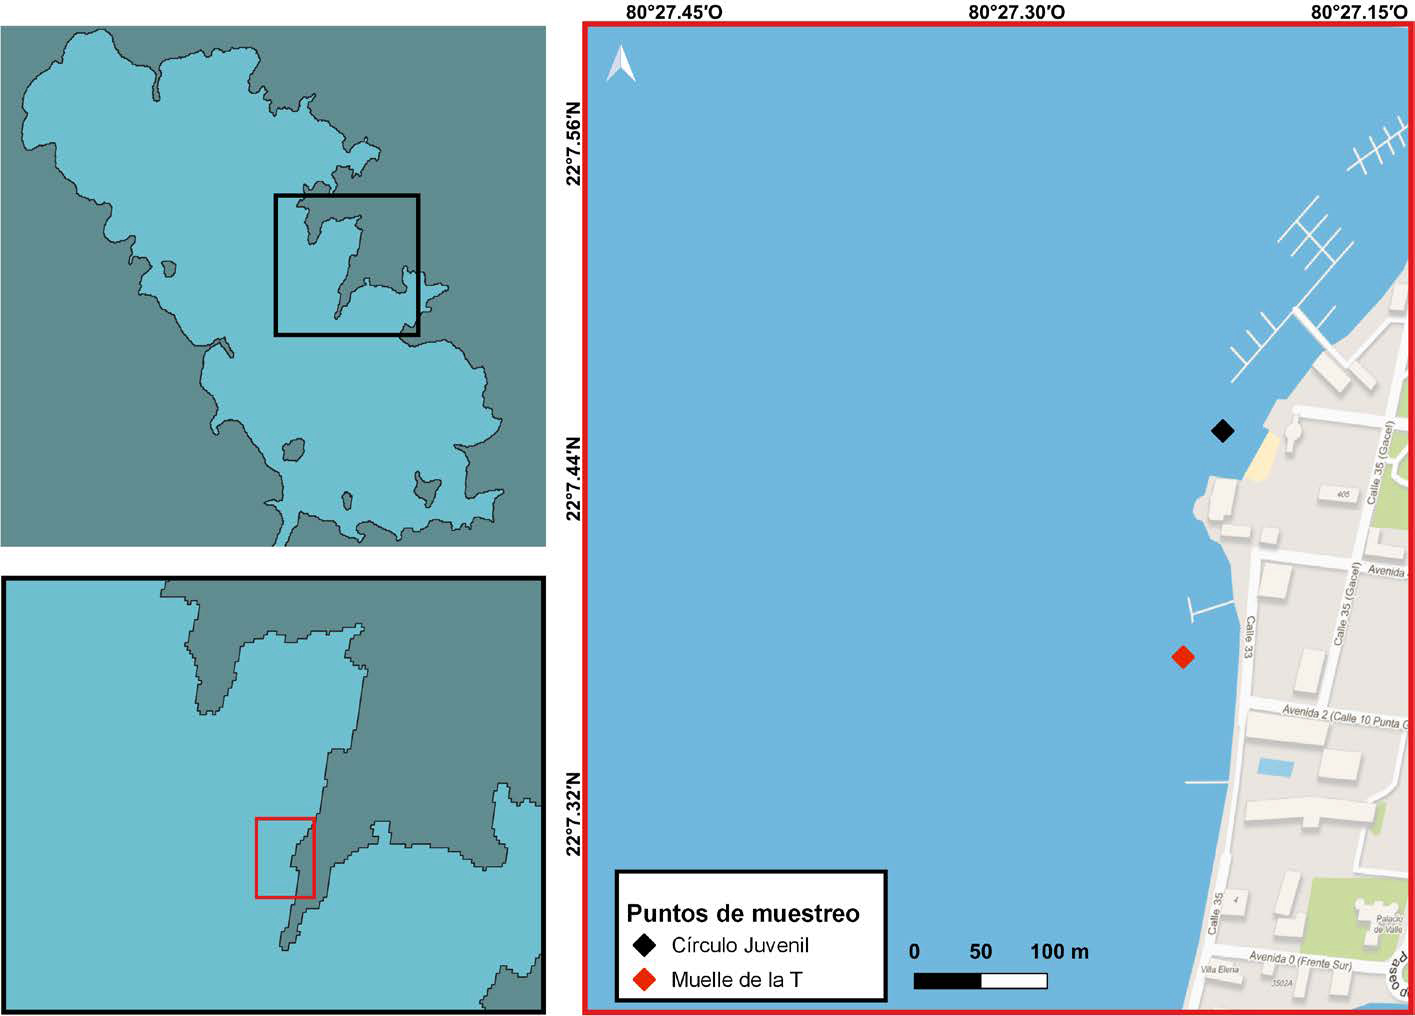 80°27.45′O 80°27.30′O 80°27.15′O
22°7.56′N
22°7.44′N
22°7.32′N
Calle 35 (Gacel)
405
Avenida
Calle 35 (Gacel)
Calle 33
Avenida 2 (Calle 10 Punta G
Calle 35
4
Palacio
de Valle
Avenida 0 (Frente Sur)
Villa Elena
3502A
Puntos de muestreo
Círculo Juvenil
Muelle de la T
0 50 100 m